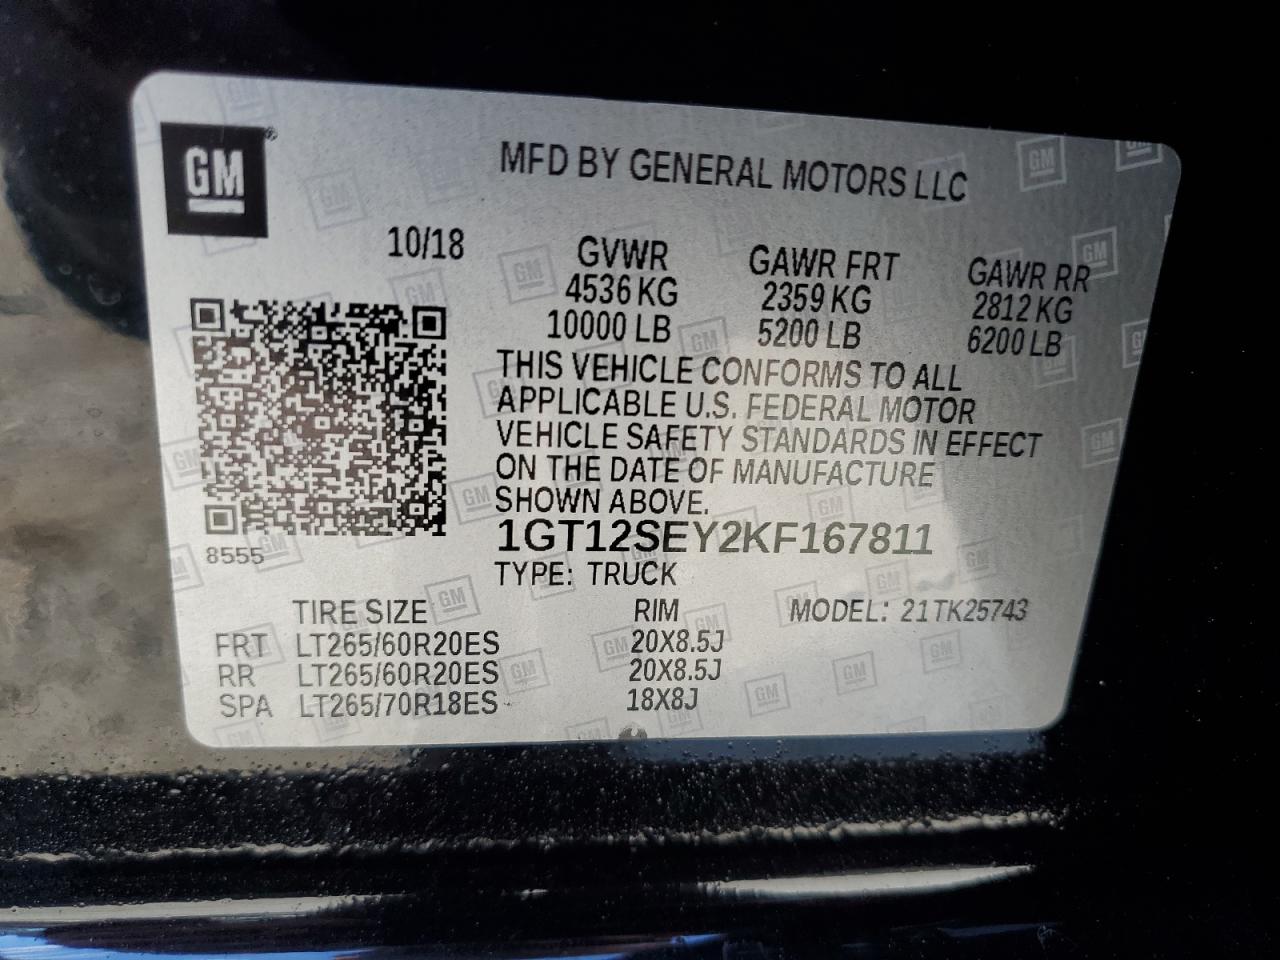 GM
MFD BY GENERAL MOTORS LLC
10/18 GVWR GAWR FRT GAWR RR
4536 KG 2359 KG 2812 KG
10000 LB 5200 LB 6200 LB
THIS VEHICLE CONFORMS TO ALL
APPLICABLE U.S. FEDERAL MOTOR
VEHICLE SAFETY STANDARDS IN EFFECT
ON THE DATE OF MANUFACTURE
SHOWN ABOVE.
1GT12SEY2KF167811
8555
TYPE: TRUCK
TIRE SIZE RIM MODEL: 21TK25743
FRT LT265/60R20ES 20X8.5J
RR LT265/60R20ES 20X8.5J
SPA LT265/70R18ES 18X8J